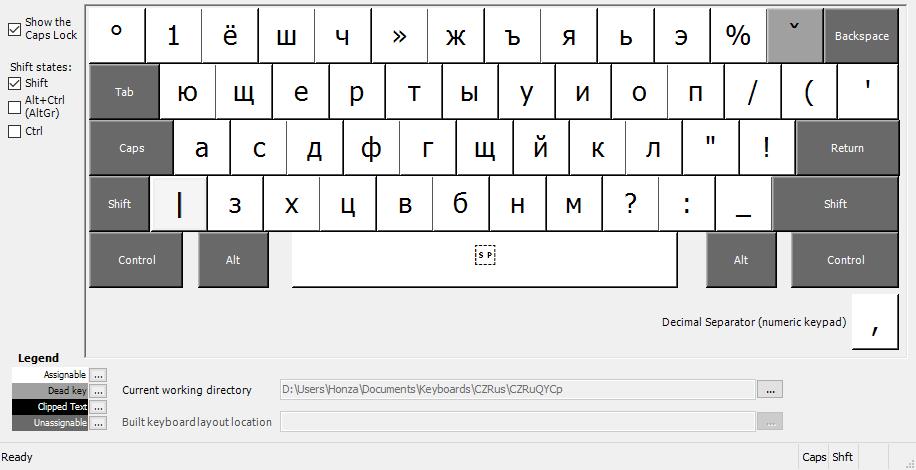 Show the
Caps Lock
Shift states:
Shift
Alt+Ctrl
(AltGr)
Ctrl
° 1 ё ш ч » ж ъ я ь э % ˇ Backspace
Tab ю щ е р т ы у и о п / ( '
Caps а с д ф г щ й к л " ! Return
Shift | з х ц в б н м ? : _ Shift
Control Alt SP Alt Control
Decimal Separator (numeric keypad) ,
Legend
Assignable ...
Dead key ...
Clipped Text ...
Unassignable ...
Current working directory D:\Users\Honza\Documents\Keyboards\CZRus\CZRuQYCp ...
Built keyboard layout location ...
Ready Caps Shft